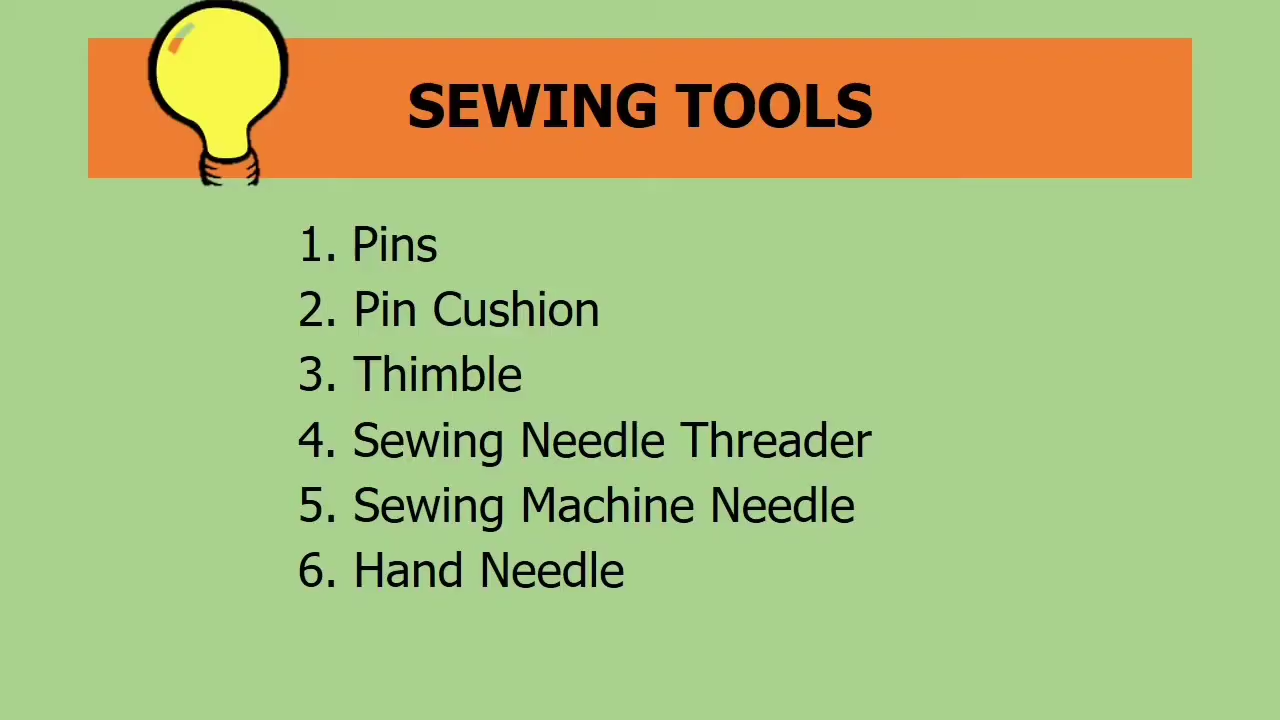 SEWING TOOLS
1. Pins
2. Pin Cushion
3. Thimble
4. Sewing Needle Threader
5. Sewing Machine Needle
6. Hand Needle